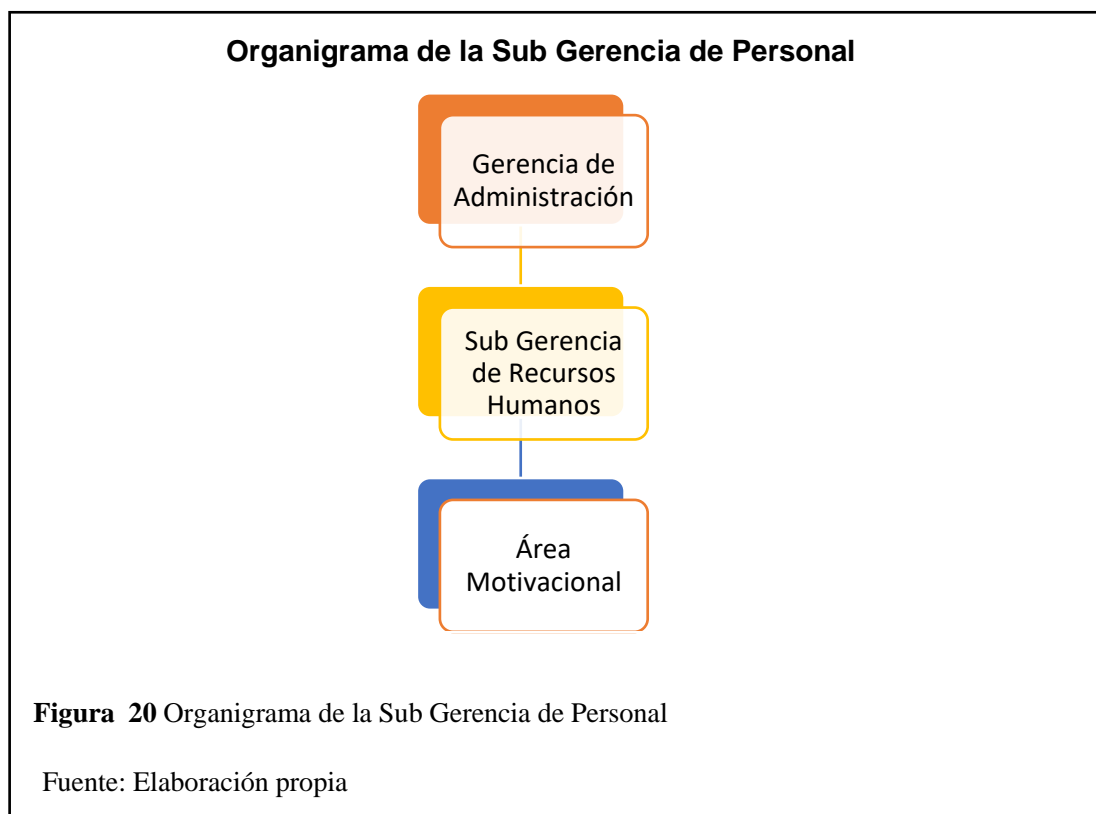 Organigrama de la Sub Gerencia de Personal
Gerencia de
Administración
Sub Gerencia
de Recursos
Humanos
Área
Motivacional
Figura 20 Organigrama de la Sub Gerencia de Personal
Fuente: Elaboración propia